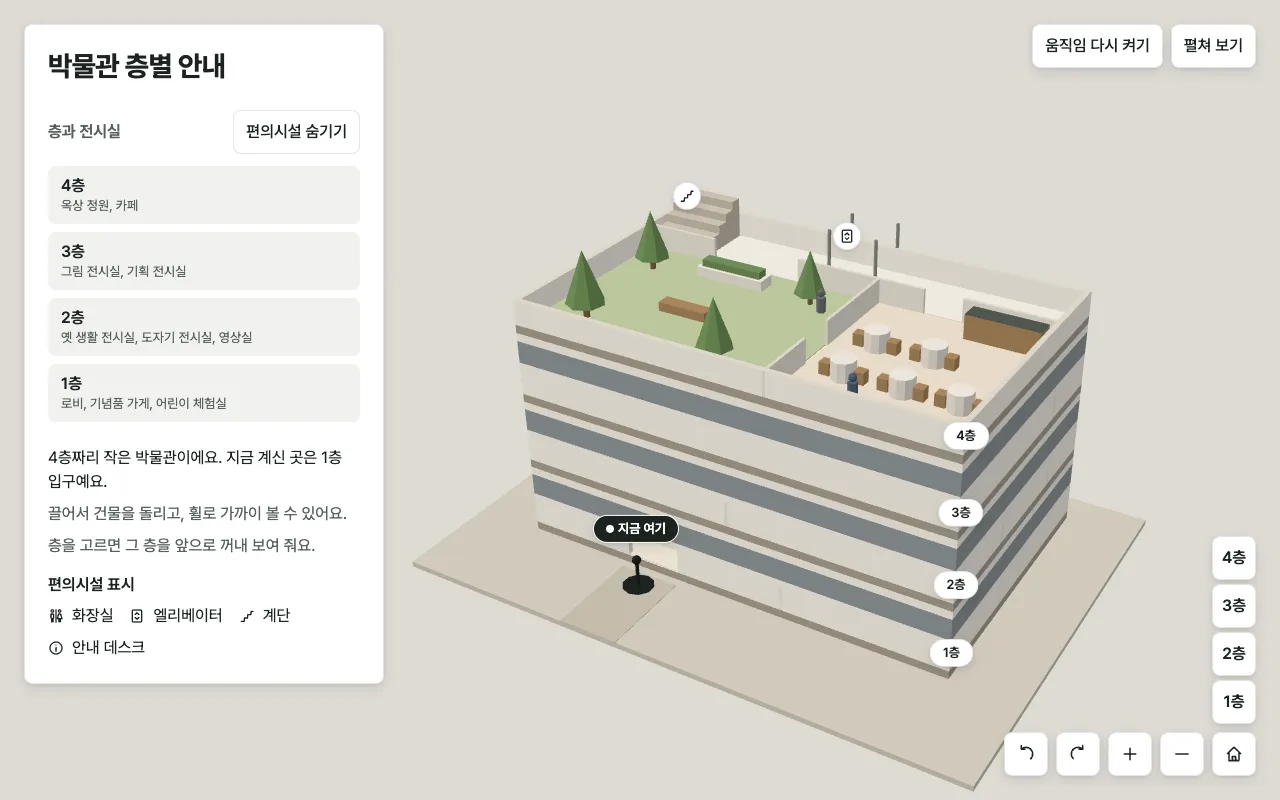 박물관 층별 안내
층과 전시실
편의시설 숨기기
4층
옥상 정원, 카페
3층
그림 전시실, 기획 전시실
2층
옛 생활 전시실, 도자기 전시실, 영상실
1층
로비, 기념품 가게, 어린이 체험실
4층짜리 작은 박물관이에요. 지금 계신 곳은 1층
입구예요.
끌어서 건물을 돌리고, 휠로 가까이 볼 수 있어요.
층을 고르면 그 층을 앞으로 꺼내 보여 줘요.
편의시설 표시
화장실 엘리베이터 계단
안내 데스크
움직임 다시 켜기
펼쳐 보기
4층
3층
지금 여기
2층
1층
4층
3층
2층
1층